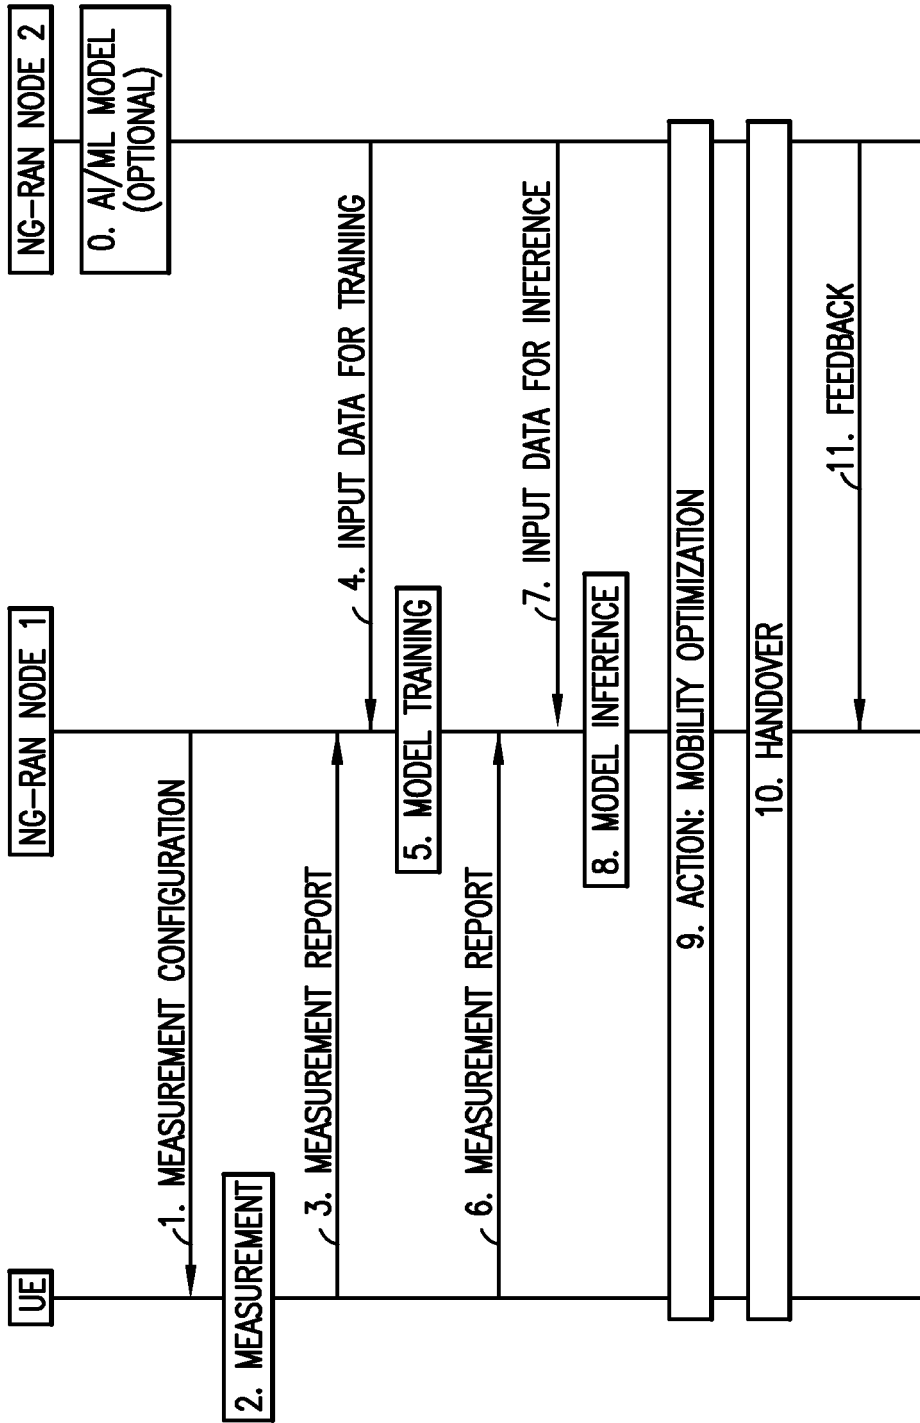 UE
NG-RAN NODE 1
NG-RAN NODE 2
0. AI/ML MODEL
(OPTIONAL)
1. MEASUREMENT CONFIGURATION
2. MEASUREMENT
3. MEASUREMENT REPORT
4. INPUT DATA FOR TRAINING
5. MODEL TRAINING
6. MEASUREMENT REPORT
7. INPUT DATA FOR INFERENCE
8. MODEL INFERENCE
9. ACTION: MOBILITY OPTIMIZATION
10. HANDOVER
11. FEEDBACK